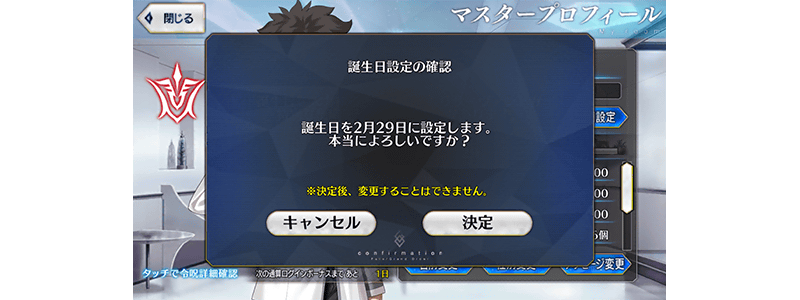 閉じる
マスタープロフィール
誕生日設定の確認
誕生日を2月29日に設定します。
本当によろしいですか？
※決定後、変更することはできません。
キャンセル
決定
confirmation
設定
00
00
00
個
タッチで令呪詳細確認
次の通算ログインボーナスまで あと 1日
変更